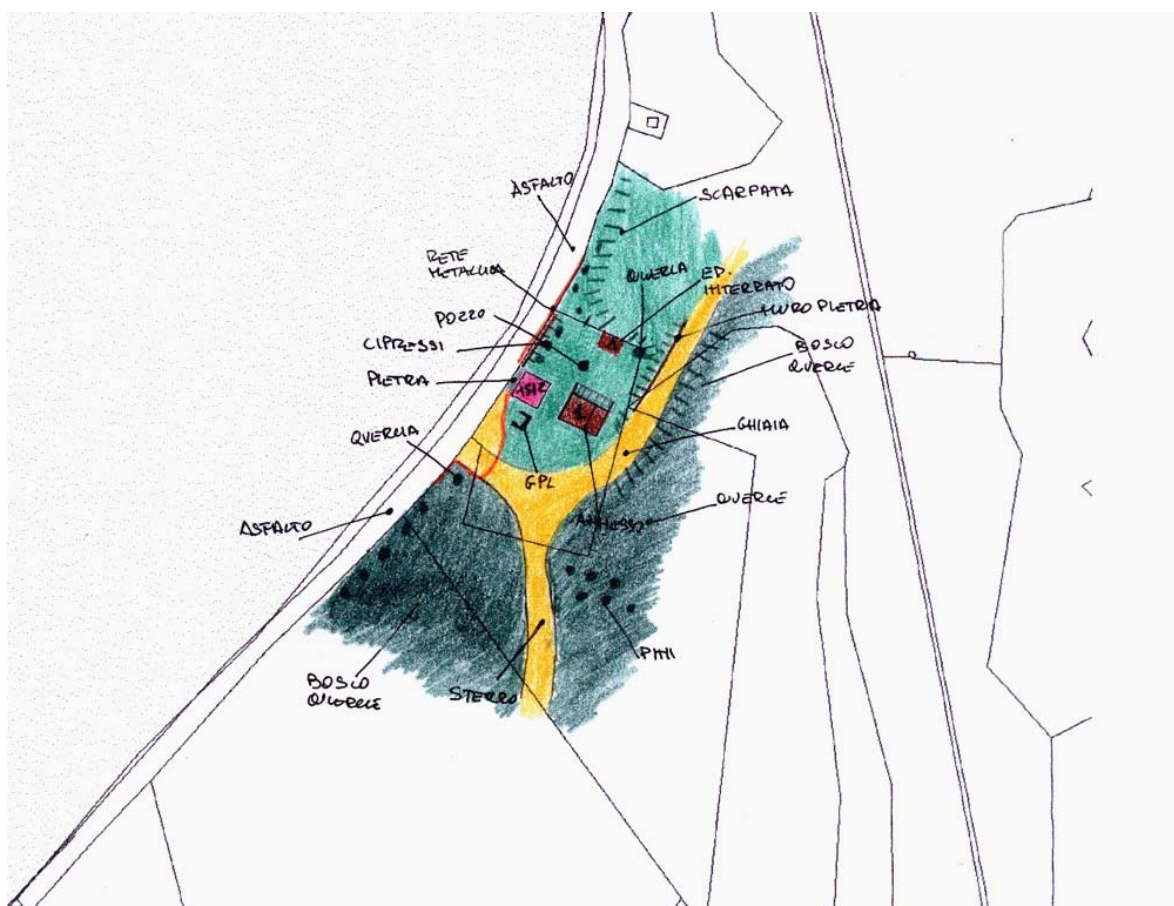 ASFALTO
SCARPATA
RETE
METALLICA
QUERCIA
ED.
INTERRATO
POZZO
MURO PIETRA
CIPRESSI
BOSCO
QUERCE
PIETRA
QUERCIA
GHIAIA
GPL
ASFALTO
ANNESSO
QUERCE
PINI
BOSCO
QUERCE
STERRO